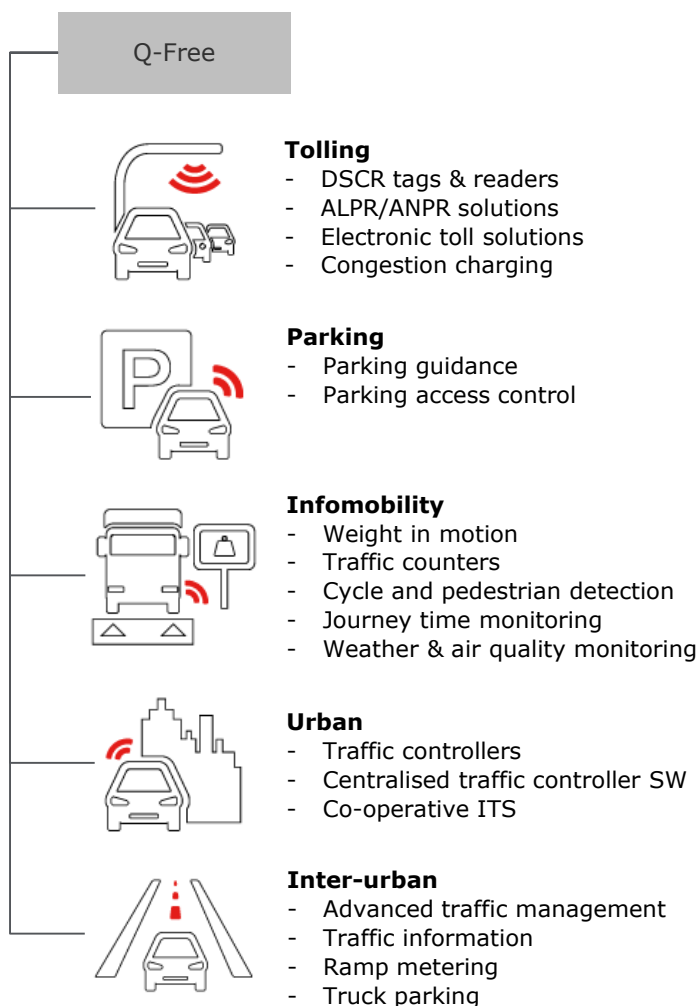 Q-Free
Tolling
- DSCR tags & readers
- ALPR/ANPR solutions
- Electronic toll solutions
- Congestion charging
P
Parking
- Parking guidance
- Parking access control
Infomobility
- Weight in motion
- Traffic counters
- Cycle and pedestrian detection
- Journey time monitoring
- Weather & air quality monitoring
Urban
- Traffic controllers
- Centralised traffic controller SW
- Co-operative ITS
Inter-urban
- Advanced traffic management
- Traffic information
- Ramp metering
- Truck parking